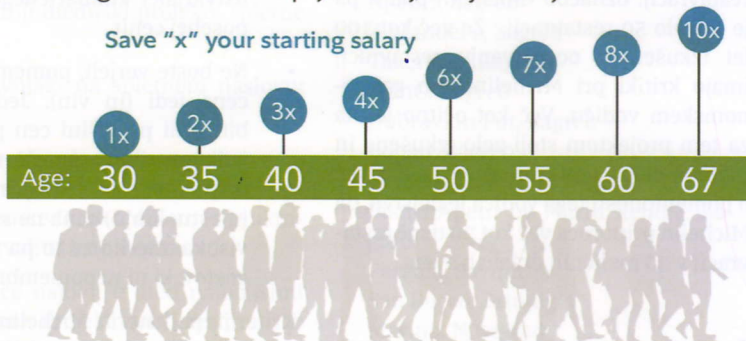 Save “x” your starting salary
1x 2x 3x 4x 6x 7x 8x 10x
Age: 30 35 40 45 50 55 60 67